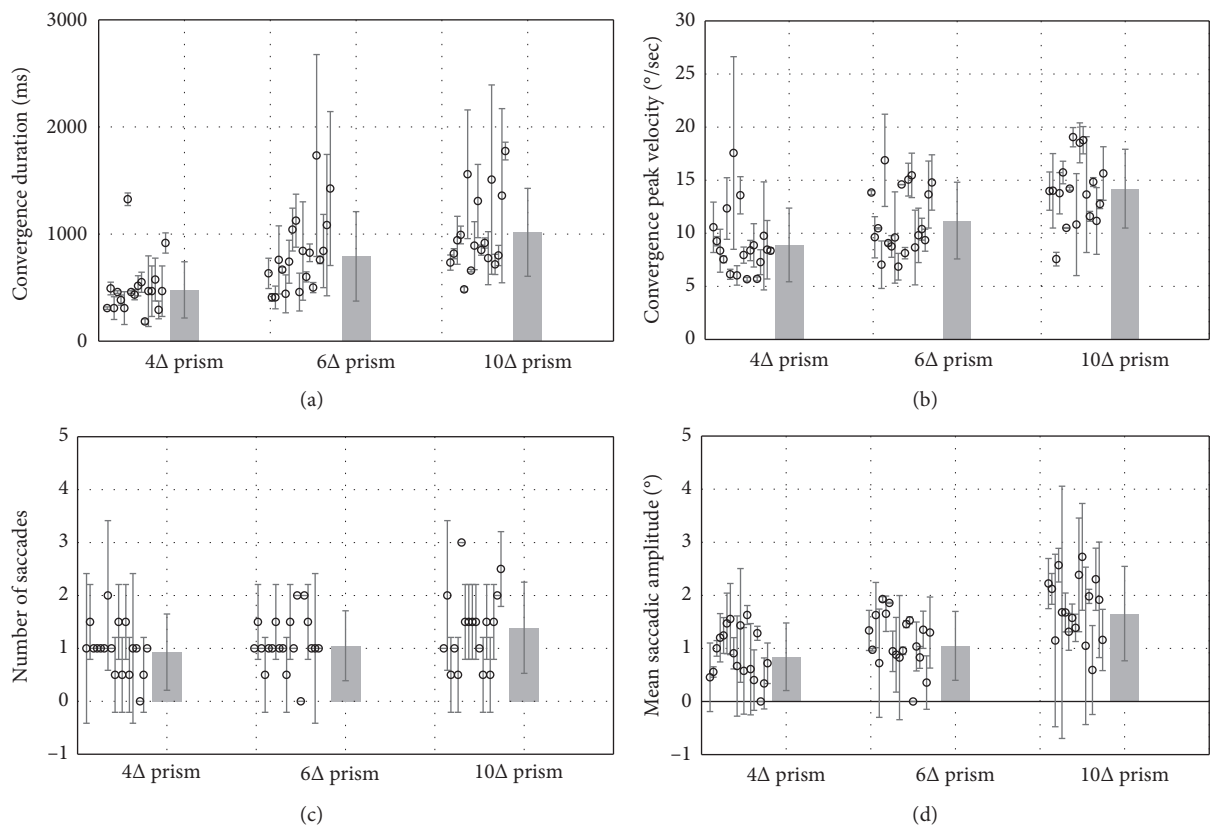 Convergence duration (ms)
3000
2000
1000
0
4Δ prism 6Δ prism 10Δ prism
(a)
Convergence peak velocity (°/sec)
30
25
20
15
10
5
0
4Δ prism 6Δ prism 10Δ prism
(b)
Number of saccades
5
4
3
2
1
0
–1
4Δ prism 6Δ prism 10Δ prism
(c)
Mean saccadic amplitude (°)
5
4
3
2
1
0
–1
4Δ prism 6Δ prism 10Δ prism
(d)